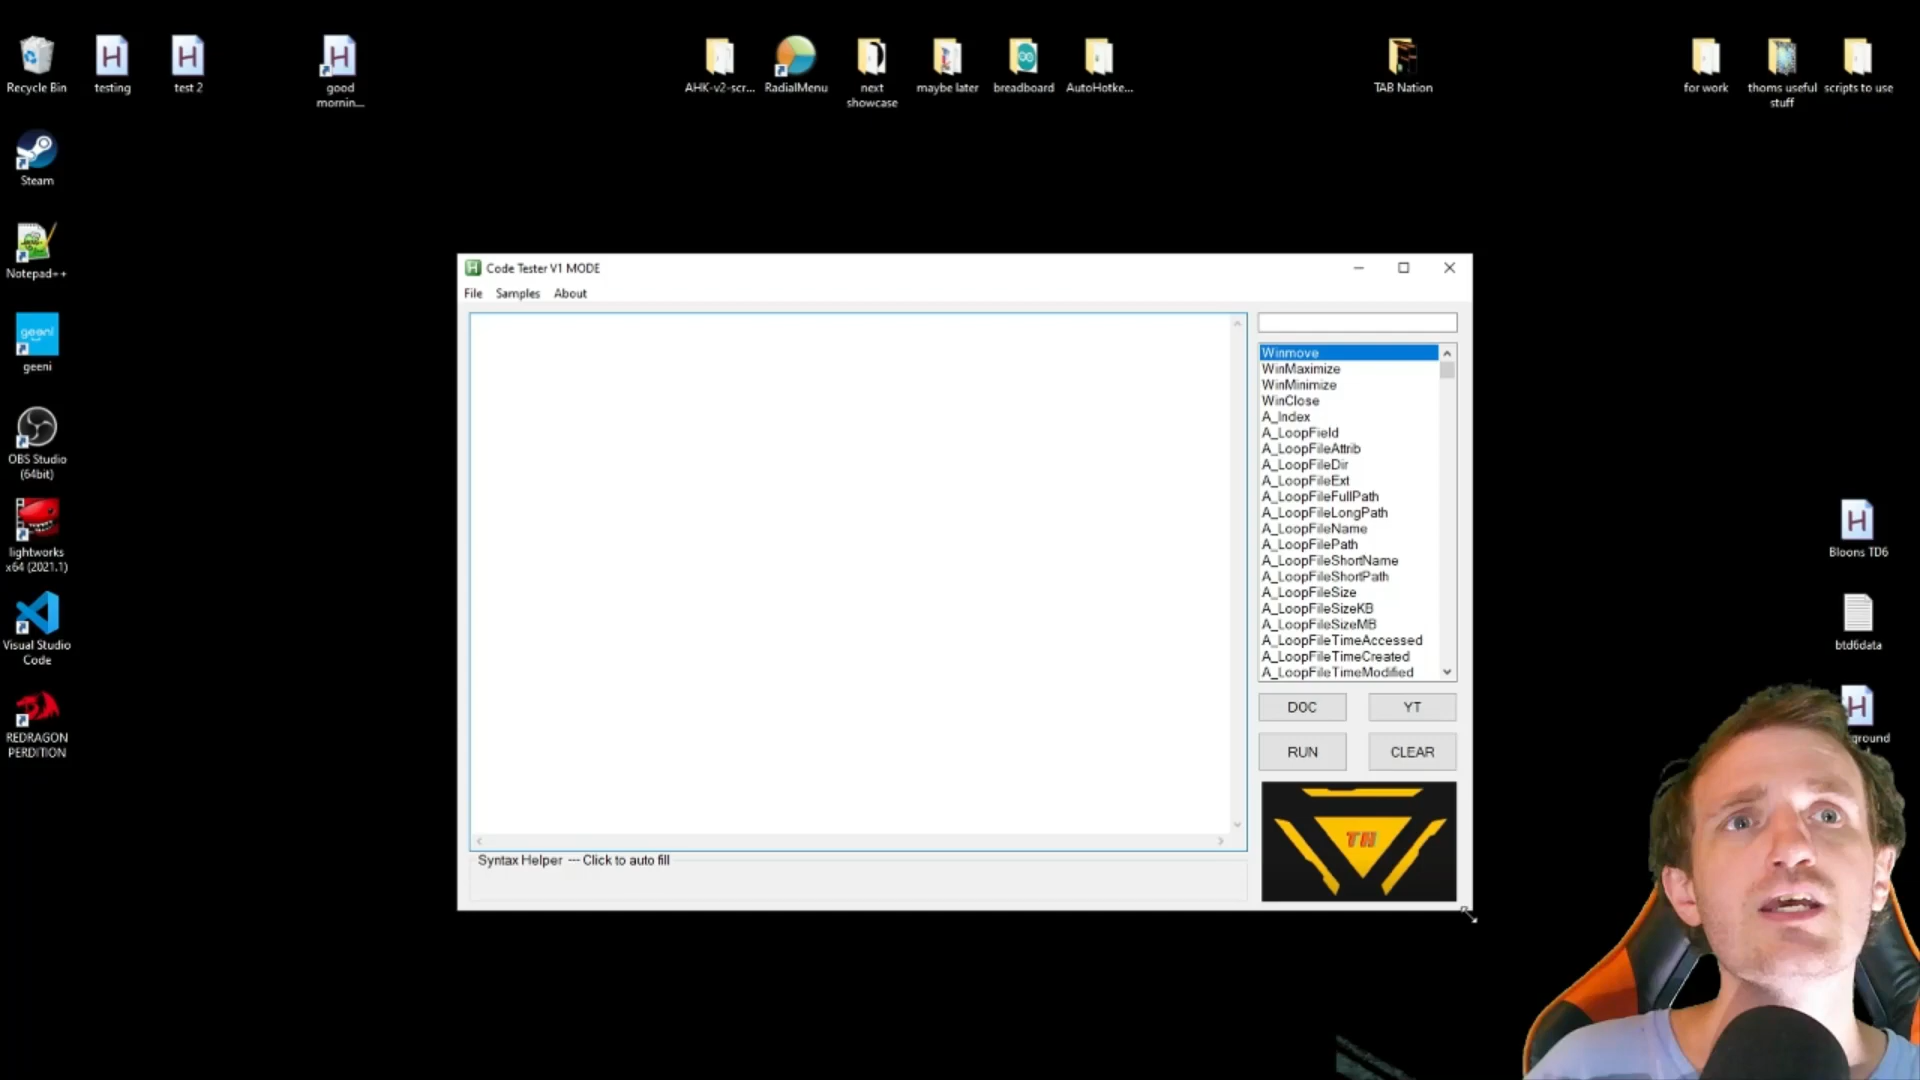 Recycle Bin
testing
test 2
good
mornin...
AHK-v2-scr...
RadialMenu
next
showcase
maybe later
breadboard
AutoHotke...
TAB Nation
for work
thoms useful
stuff
scripts to use
Steam
Notepad++
geeni
geeni
OBS Studio
(64bit)
lightworks
x64 (2021.1)
Visual Studio
Code
REDRAGON
PERDITION
Code Tester V1 MODE
File Samples About
Winmove
WinMaximize
WinMinimize
WinClose
A_Index
A_LoopField
A_LoopFileAttrib
A_LoopFileDir
A_LoopFileExt
A_LoopFileFullPath
A_LoopFileLongPath
A_LoopFileName
A_LoopFilePath
A_LoopFileShortName
A_LoopFileShortPath
A_LoopFileSize
A_LoopFileSizeKB
A_LoopFileSizeMB
A_LoopFileTimeAccessed
A_LoopFileTimeCreated
A_LoopFileTimeModified
DOC YT
RUN CLEAR
TH
Syntax Helper --- Click to auto fill
Bloons TD6
btd6data